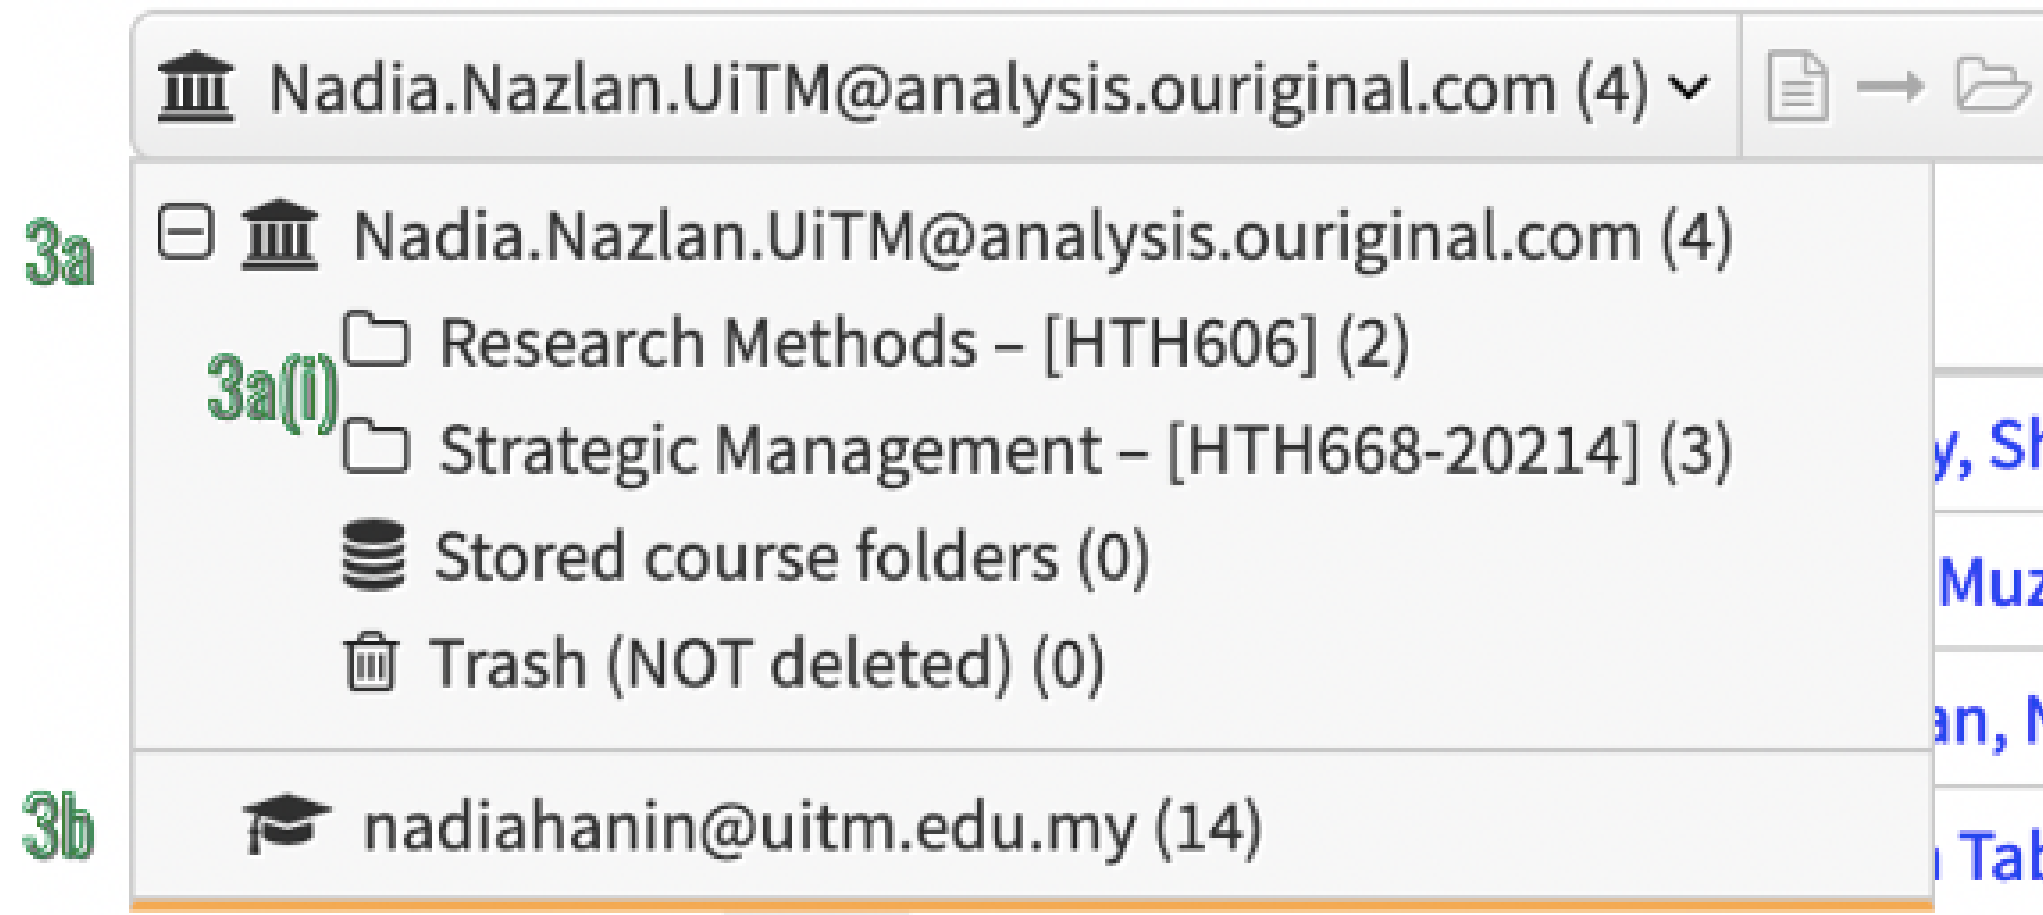 Nadia.Nazlan.UiTM@analysis.ouriginal.com (4)
3a
Nadia.Nazlan.UiTM@analysis.ouriginal.com (4)
Research Methods – [HTH606] (2)
3a(i)
Strategic Management – [HTH668-20214] (3)
y, Sh
Stored course folders (0)
Muz
Trash (NOT deleted) (0)
an, N
3b
nadiahanin@uitm.edu.my (14)
Tab